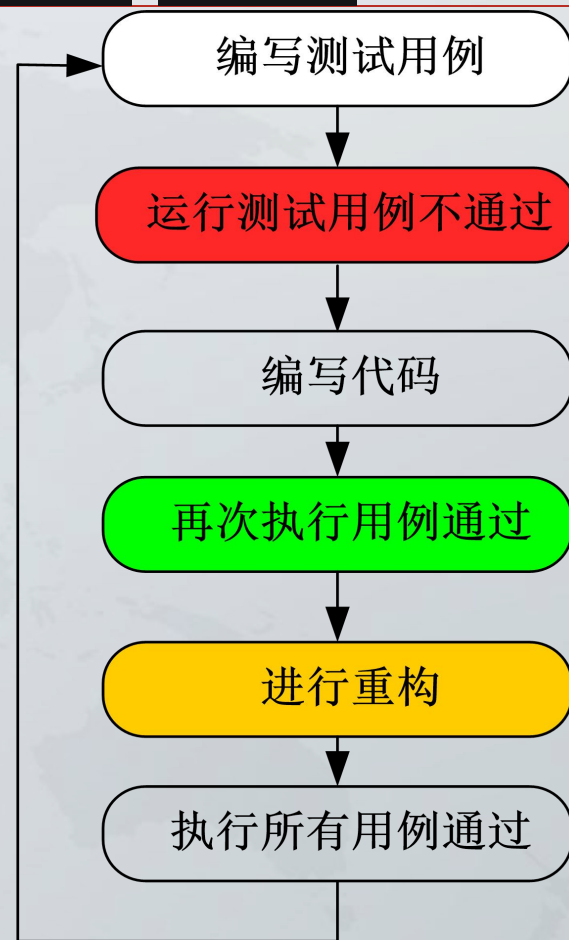 编写测试用例
运行测试用例不通过
编写代码
再次执行用例通过
进行重构
执行所有用例通过